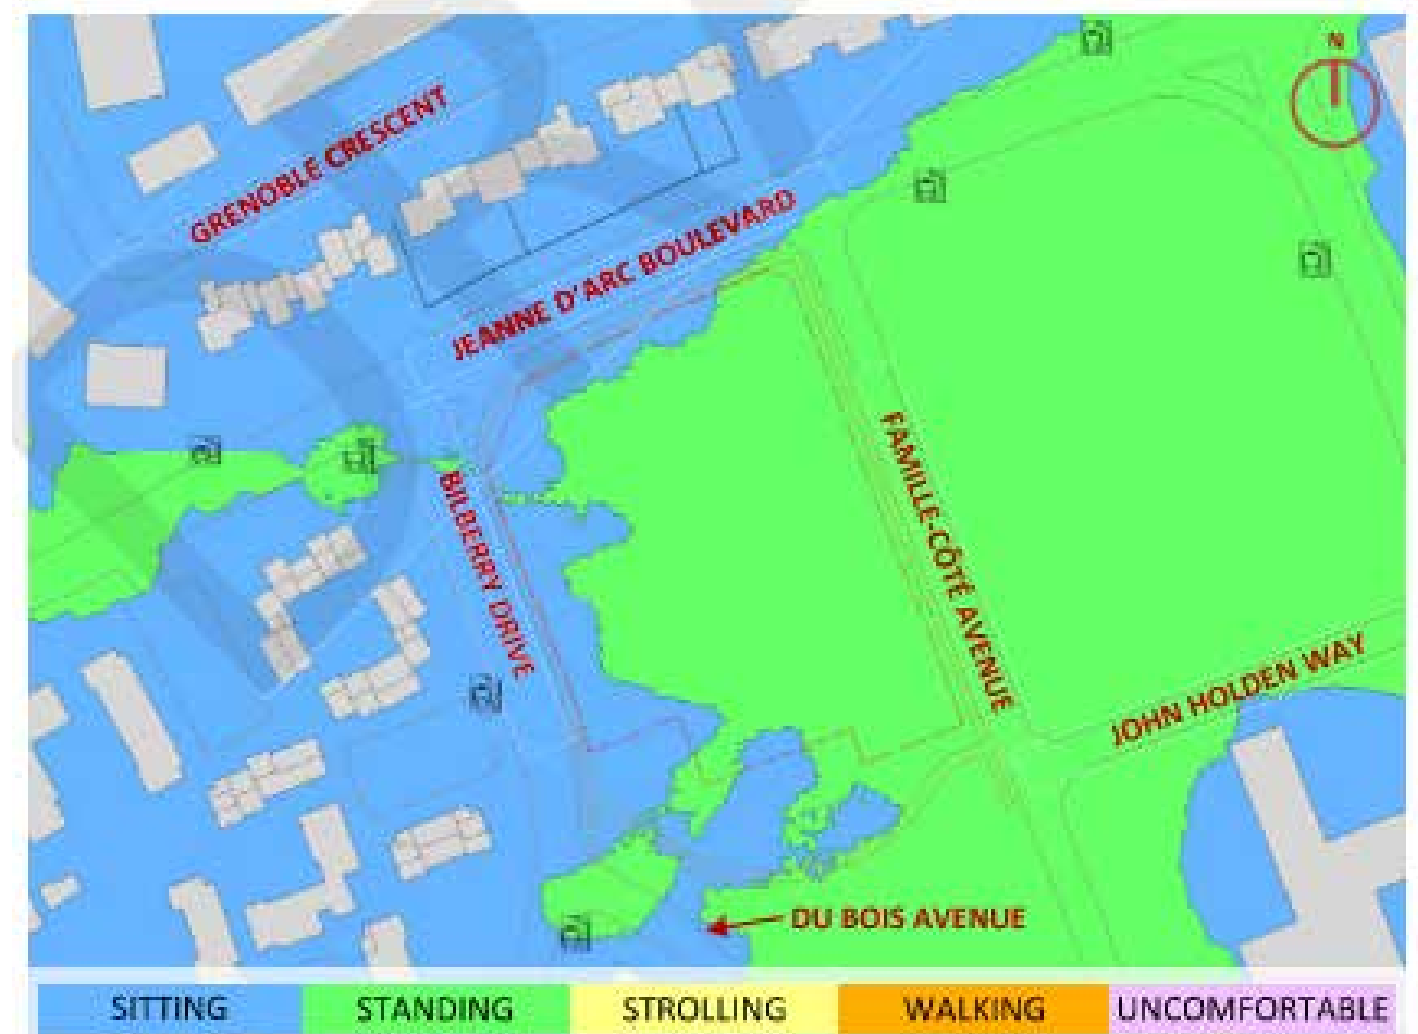 N
GRENOBLE CRESCENT
JEANNE D'ARC BOULEVARD
BILBERRY DRIVE
FAMILLE-CÔTÉ AVENUE
JOHN HOLDEN WAY
DU BOIS AVENUE
SITTING STANDING STROLLING WALKING UNCOMFORTABLE